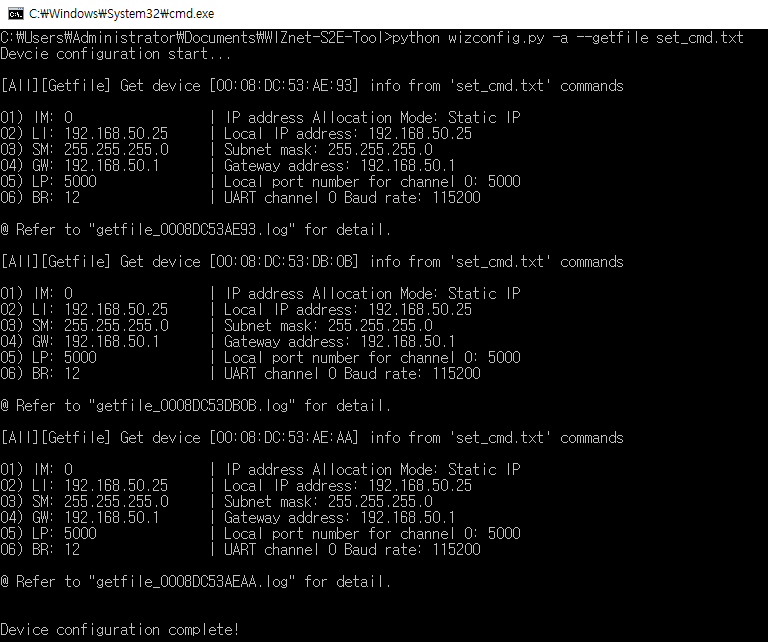 C:\Windows\System32\cmd.exe
C:₩Users₩Administrator₩Documents₩WIZnet-S2E-Tool>python wizconfig.py -a --getfile set_cmd.txt
Devcie configuration start...
[All][Getfile] Get device [00:08:DC:53:AE:93] info from 'set_cmd.txt' commands
01) IM: 0 | IP address Allocation Mode: Static IP
02) LI: 192.168.50.25 | Local IP address: 192.168.50.25
03) SM: 255.255.255.0 | Subnet mask: 255.255.255.0
04) GW: 192.168.50.1 | Gateway address: 192.168.50.1
05) LP: 5000 | Local port number for channel 0: 5000
06) BR: 12 | UART channel 0 Baud rate: 115200
@ Refer to "getfile_0008DC53AE93.log" for detail.
[All][Getfile] Get device [00:08:DC:53:DB:0B] info from 'set_cmd.txt' commands
01) IM: 0 | IP address Allocation Mode: Static IP
02) LI: 192.168.50.25 | Local IP address: 192.168.50.25
03) SM: 255.255.255.0 | Subnet mask: 255.255.255.0
04) GW: 192.168.50.1 | Gateway address: 192.168.50.1
05) LP: 5000 | Local port number for channel 0: 5000
06) BR: 12 | UART channel 0 Baud rate: 115200
@ Refer to "getfile_0008DC53DB0B.log" for detail.
[All][Getfile] Get device [00:08:DC:53:AE:AA] info from 'set_cmd.txt' commands
01) IM: 0 | IP address Allocation Mode: Static IP
02) LI: 192.168.50.25 | Local IP address: 192.168.50.25
03) SM: 255.255.255.0 | Subnet mask: 255.255.255.0
04) GW: 192.168.50.1 | Gateway address: 192.168.50.1
05) LP: 5000 | Local port number for channel 0: 5000
06) BR: 12 | UART channel 0 Baud rate: 115200
@ Refer to "getfile_0008DC53AEAA.log" for detail.
Device configuration complete!